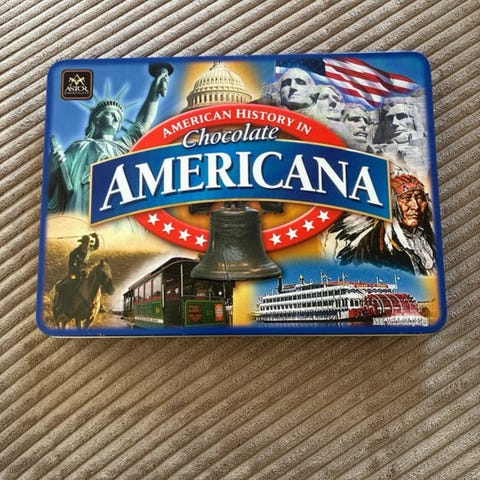 ASTOR
AMERICAN HISTORY IN
Chocolate
AMERICANA